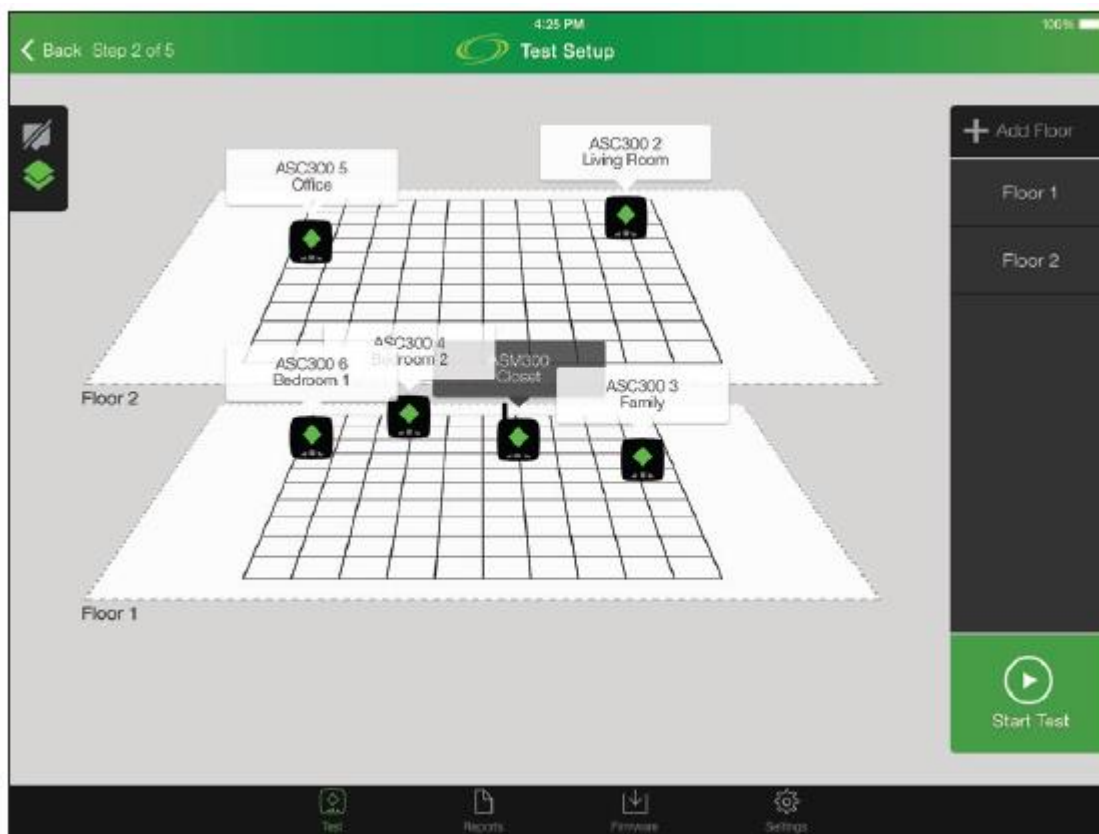 4:25 PM
100%
Back Step 2 of 5
Test Setup
ASC300 5
Office
ASC300 2
Living Room
Add Floor
Floor 1
Floor 2
ASC300 4
Bedroom 2
ASC300 6
Bedroom 1
ASM300
Closet
ASC300 3
Family
Floor 2
Floor 1
Start Test
Test
Reports
Firmware
Settings